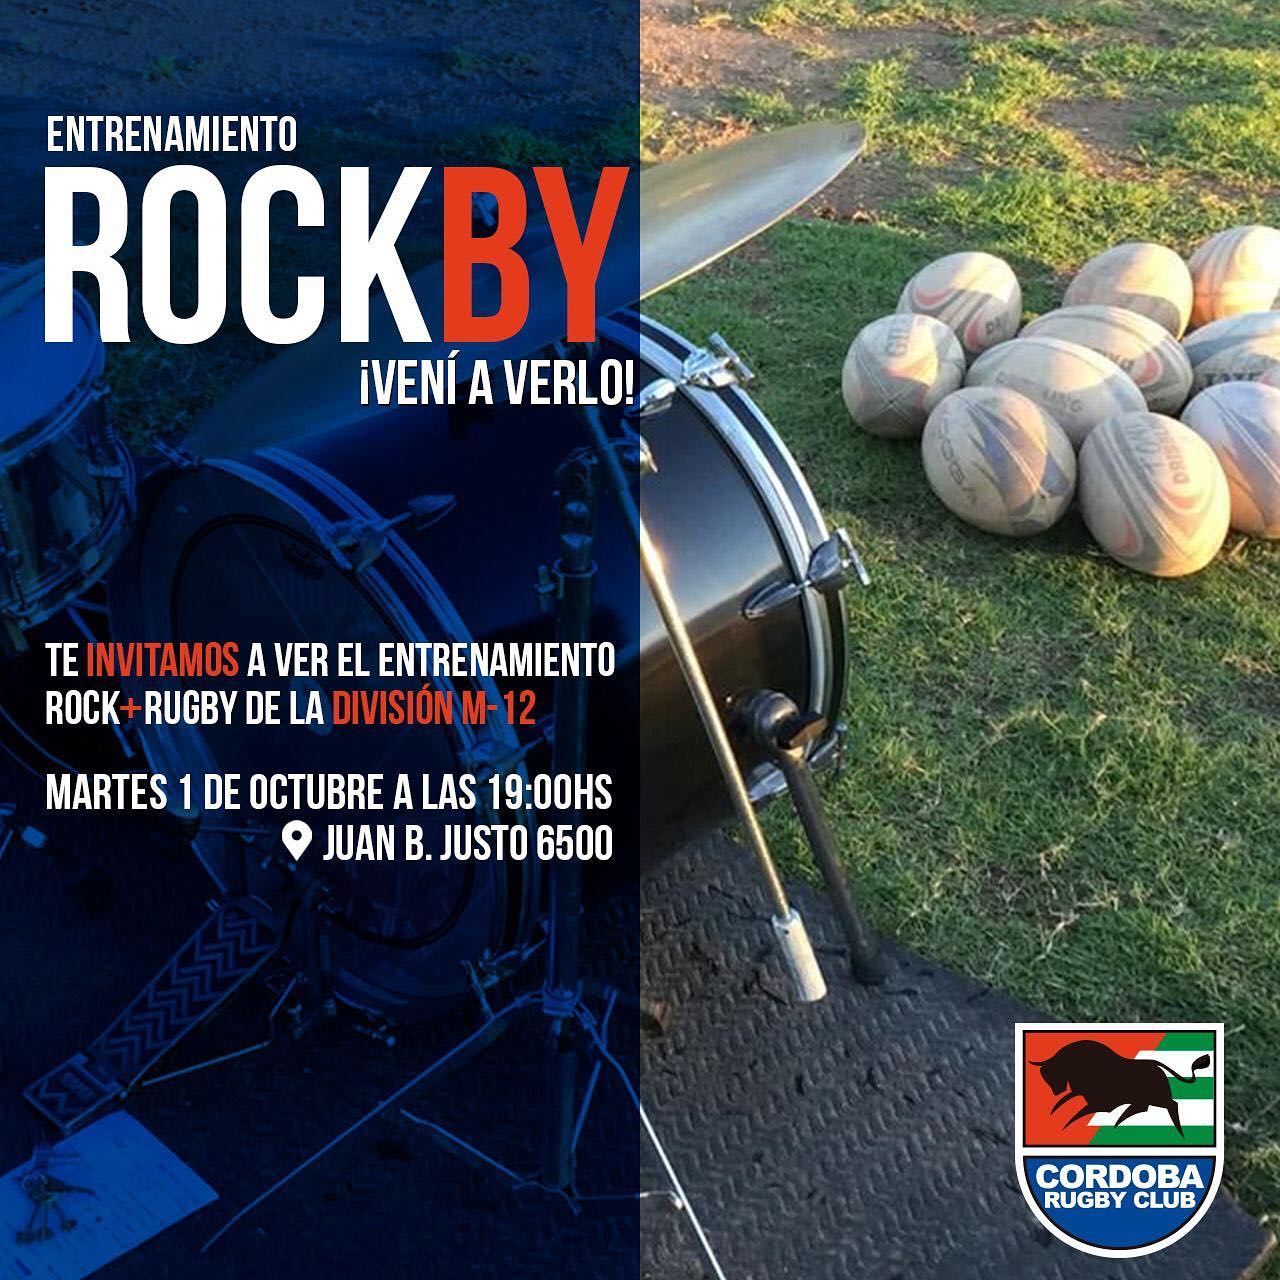 ENTRENAMIENTO
ROCKBY
¡VENÍ A VERLO!
TE INVITAMOS A VER EL ENTRENAMIENTO
ROCK+RUGBY DE LA DIVISIÓN M-12
MARTES 1 DE OCTUBRE A LAS 19:00HS
JUAN B. JUSTO 6500
CORDOBA
RUGBY CLUB